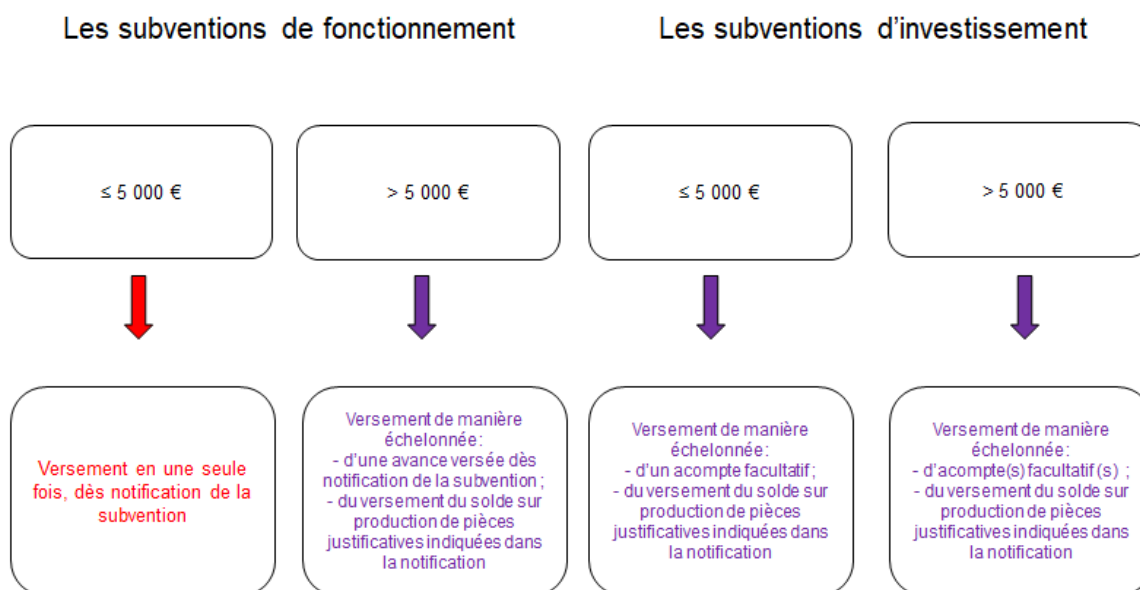 Les subventions de fonctionnement
Les subventions d'investissement
≤ 5 000 €
> 5 000 €
≤ 5 000 €
> 5 000 €
Versement en une seule
fois, dès notification de la
subvention
Versement de manière
échelonnée:
- d'une avance versée dès
notification de la subvention ;
- du versement du solde sur
production de pièces
justificatives indiquées dans
la notification
Versement de manière
échelonnée:
- d'un acompte facultatif ;
- du versement du solde sur
production de pièces
justificatives indiquées dans
la notification
Versement de manière
échelonnée:
- d'acompte(s) facultatif (s) ;
- du versement du solde sur
production de pièces
justificatives indiquées dans
la notification